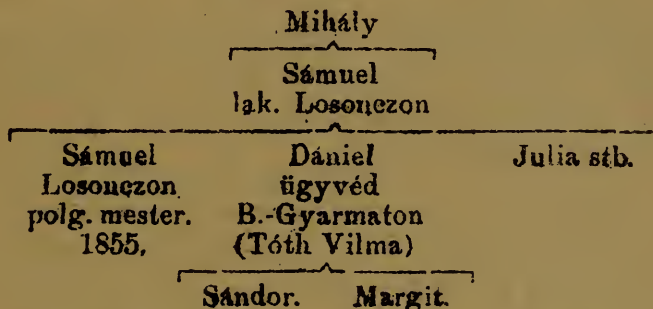 Mihály
Sámuel
lak. Losonczon
Sámuel Dániel Julia stb.
Losonczon ügyvéd
polg. mester. B.-Gyarmaton
1855. (Tóth Vilma)
Sándor. Margit.